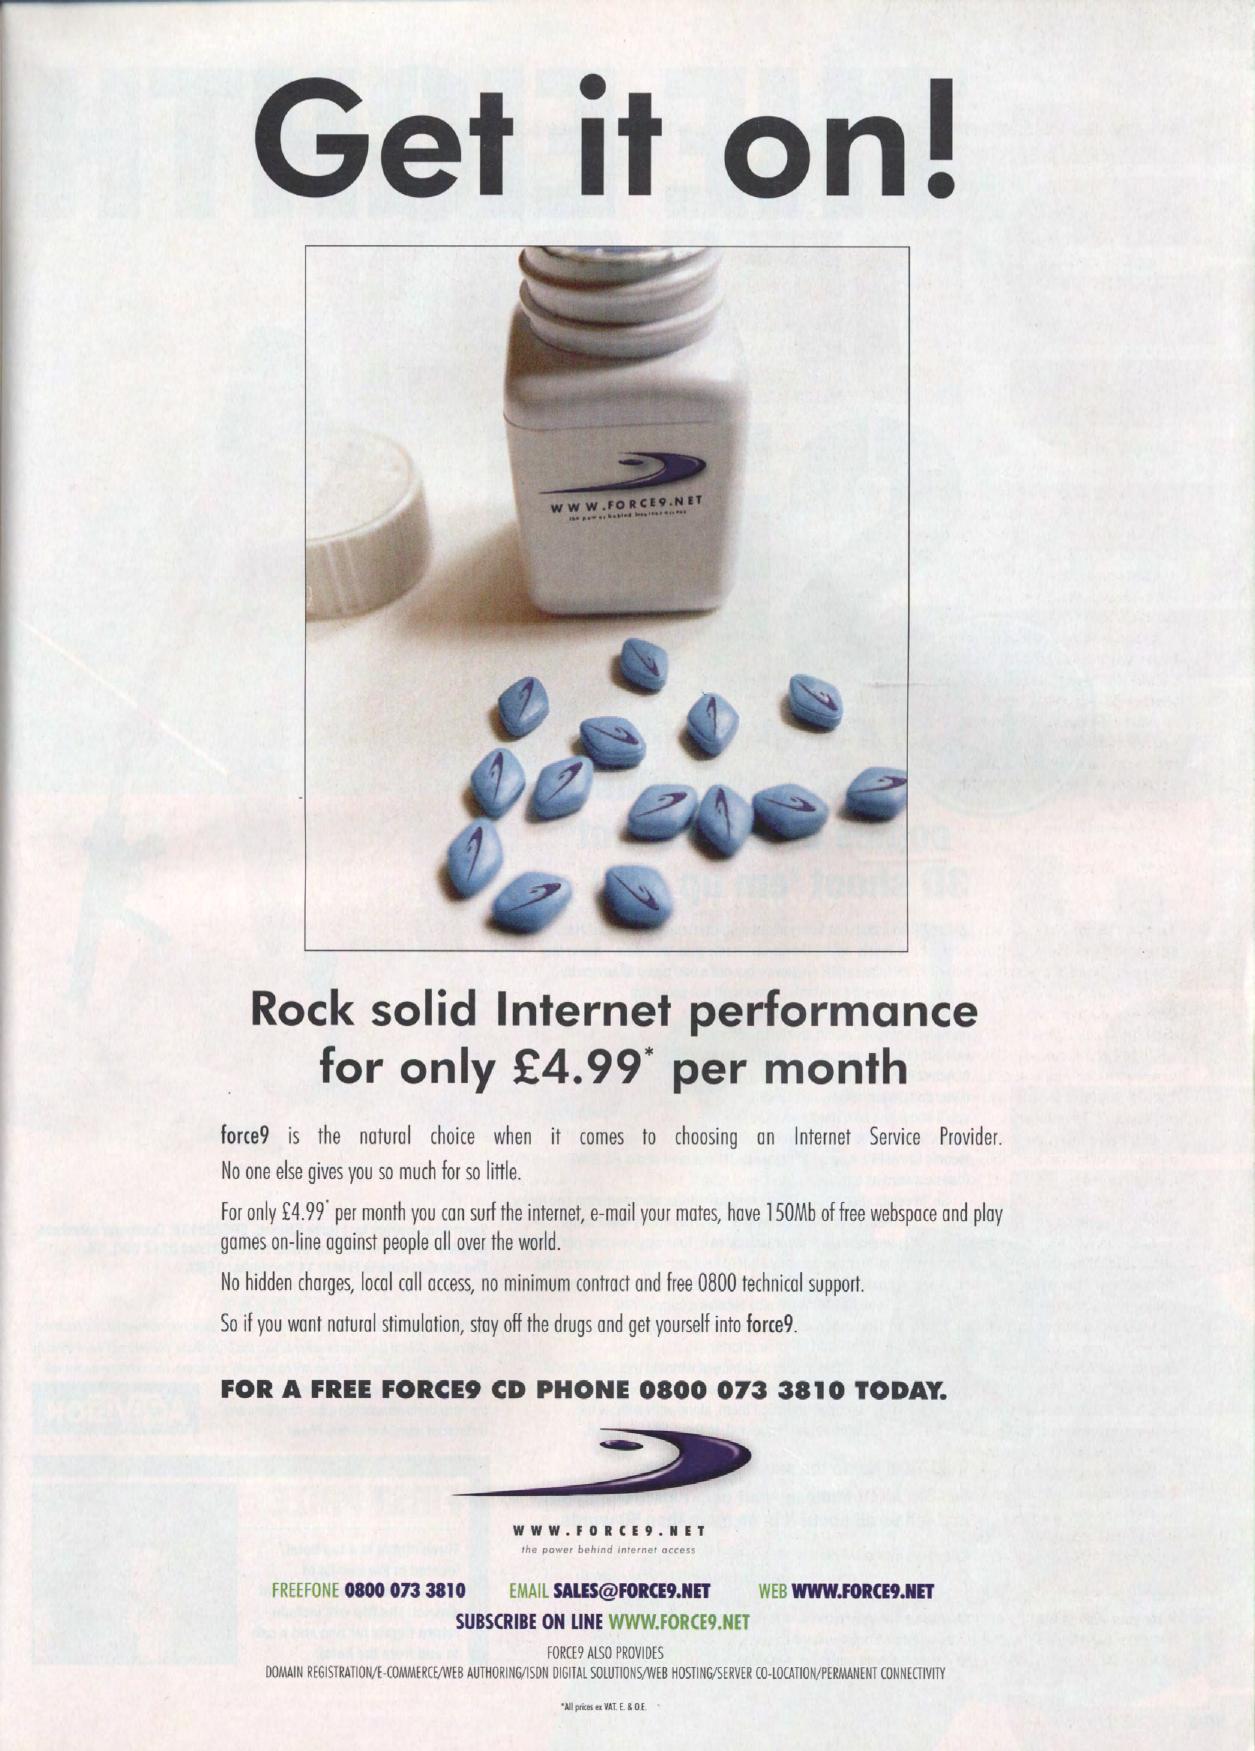 Get it on!
WWW.FORCE9.NET
the power behind internet access
Rock solid Internet performance
for only £4.99* per month
force9 is the natural choice when it comes to choosing an Internet Service Provider.
No one else gives you so much for so little.
For only £4.99* per month you can surf the internet, e-mail your mates, have 150Mb of free webspace and play
games on-line against people all over the world.
No hidden charges, local call access, no minimum contract and free 0800 technical support.
So if you want natural stimulation, stay off the drugs and get yourself into force9.
FOR A FREE FORCE9 CD PHONE 0800 073 3810 TODAY.
WWW.FORCE9.NET
the power behind internet access
FREEFONE 0800 073 3810 EMAIL SALES@FORCE9.NET WEB WWW.FORCE9.NET
SUBSCRIBE ON LINE WWW.FORCE9.NET
FORCE9 ALSO PROVIDES
DOMAIN REGISTRATION/E-COMMERCE/WEB AUTHORING/ISDN DIGITAL SOLUTIONS/WEB HOSTING/SERVER CO-LOCATION/PERMANENT CONNECTIVITY
*All prices ex VAT. E. & O.E.